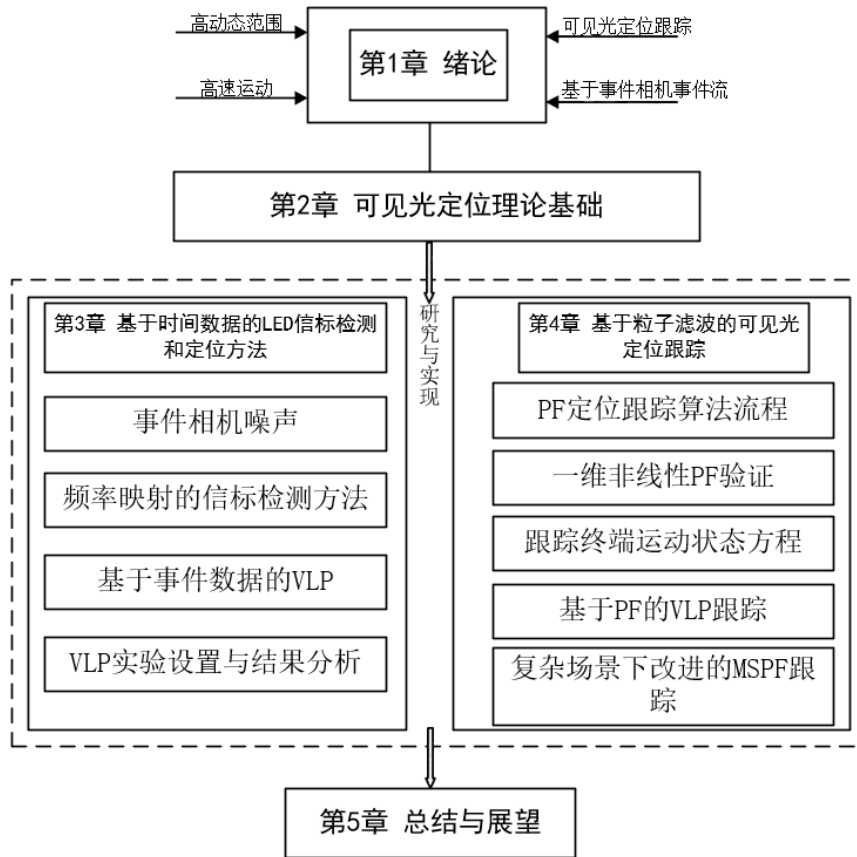 高动态范围
高速运动
第1章 绪论
可见光定位跟踪
基于事件相机事件流
第2章 可见光定位理论基础
研究与实现
第3章 基于时间数据的LED信标检测
和定位方法
事件相机噪声
频率映射的信标检测方法
基于事件数据的VLP
VLP实验设置与结果分析
第4章 基于粒子滤波的可见光
定位跟踪
PF定位跟踪算法流程
一维非线性PF验证
跟踪终端运动状态方程
基于PF的VLP跟踪
复杂场景下改进的MSPF跟
踪
第5章 总结与展望